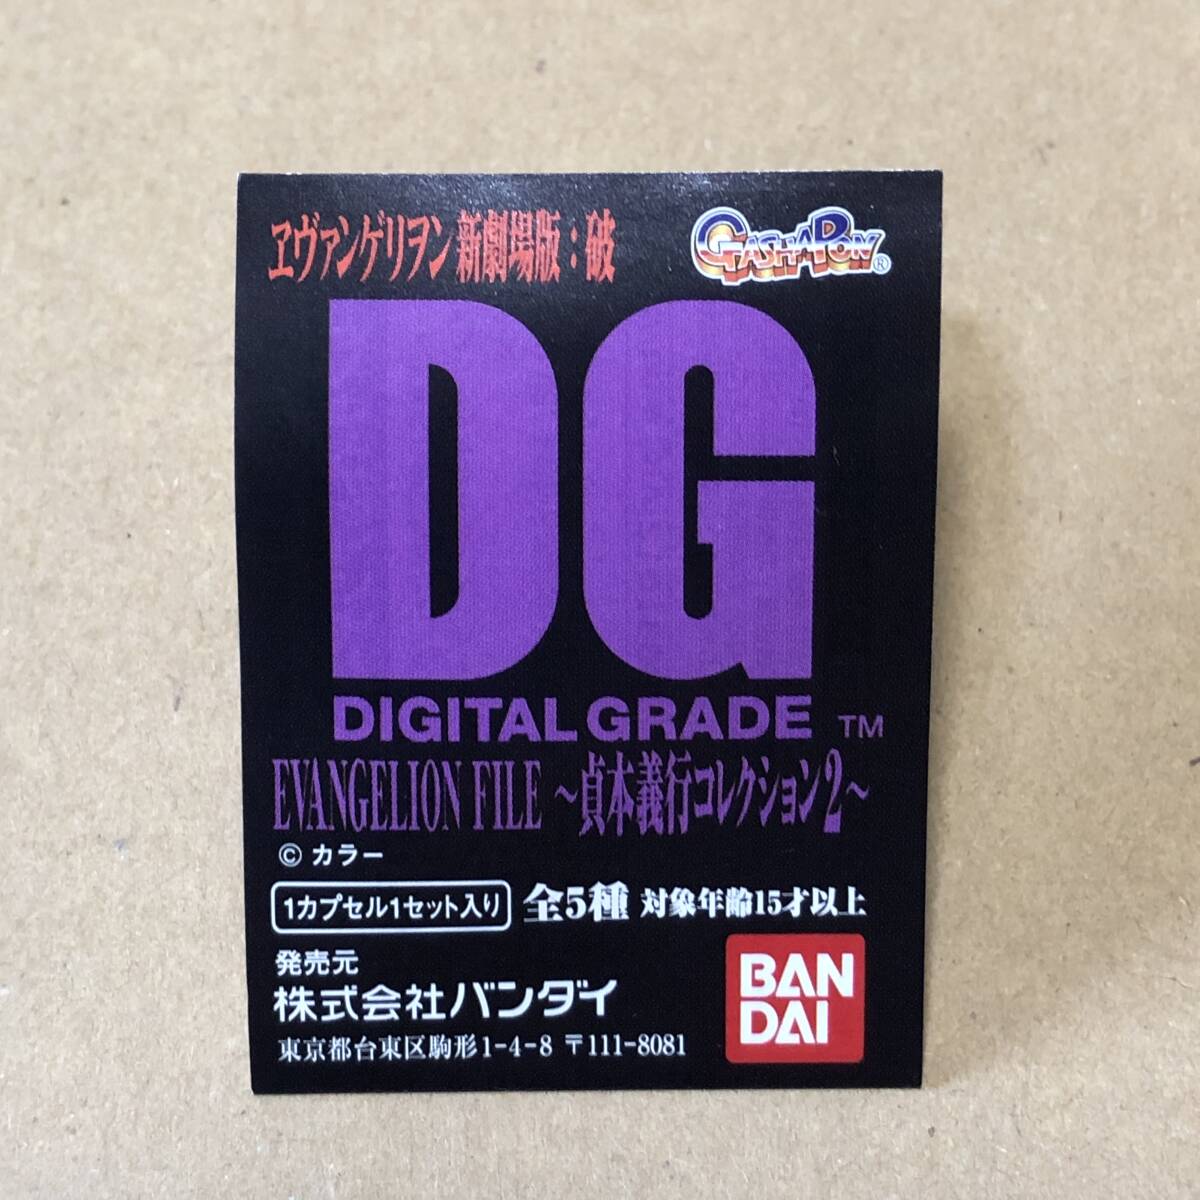 ヱヴァンゲリヲン 新劇場版：破
GASHAPON®
DG
DIGITAL GRADE TM
EVANGELION FILE ～貞本義行コレクション2～
© カラー
1カプセル1セット入り 全5種 対象年齢15才以上
発売元
株式会社バンダイ
東京都台東区駒形1-4-8 〒111-8081
BAN
DAI